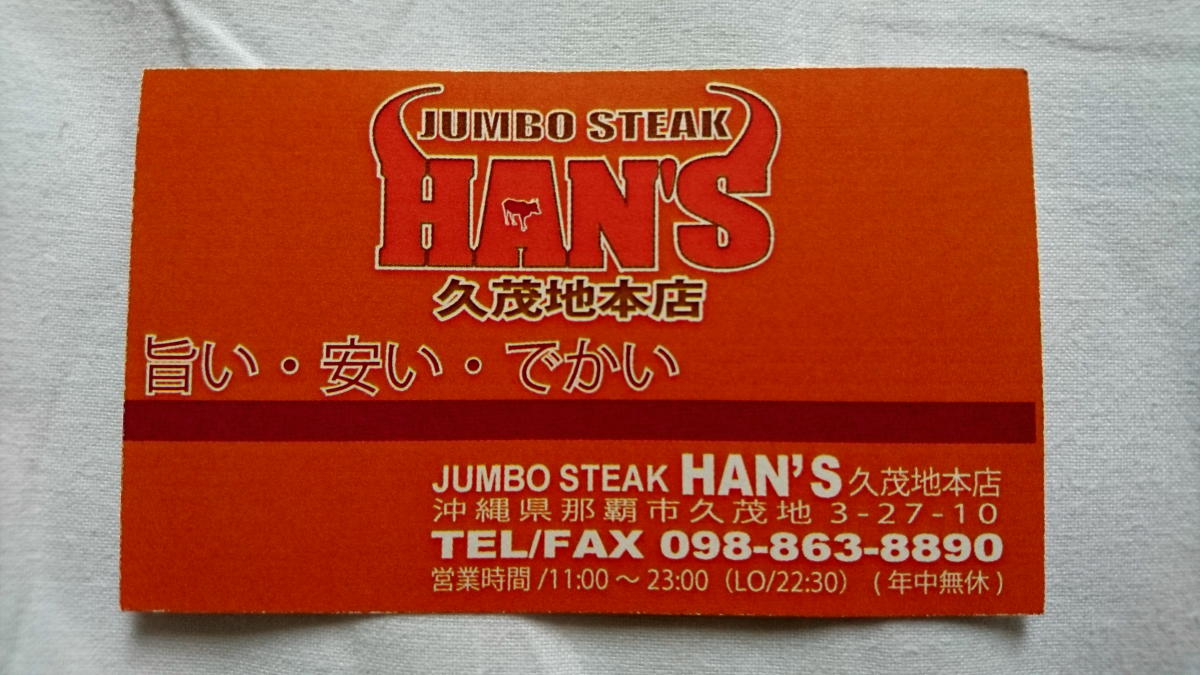 JUMBO STEAK
HAN'S
久茂地本店
旨い・安い・でかい
JUMBO STEAK HAN'S 久茂地本店
沖縄県那覇市久茂地 3-27-10
TEL/FAX 098-863-8890
営業時間/11:00～23:00（LO/22:30）(年中無休)